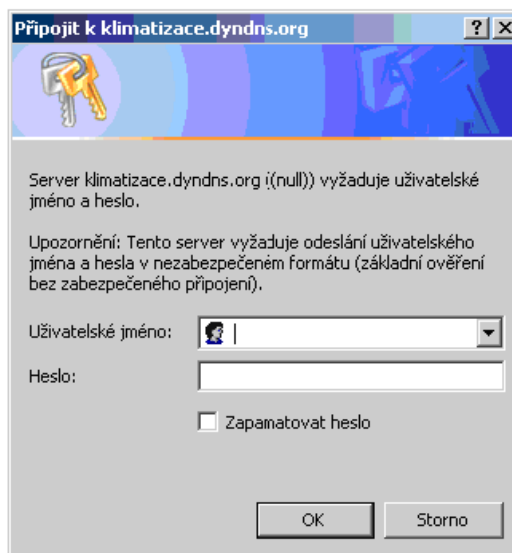 Připojit k klimatizace.dyndns.org
Server klimatizace.dyndns.org i(null)) vyžaduje uživatelské
jméno a heslo.
Upozornění: Tento server vyžaduje odeslání uživatelského
jména a hesla v nezabezpečeném formátu (základní ověření
bez zabezpečeného připojení).
Uživatelské jméno:
Heslo:
Zapamatovat heslo
OK Storno